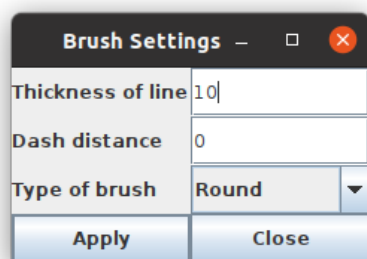 Brush Settings
Thickness of line 10
Dash distance 0
Type of brush Round
Apply Close